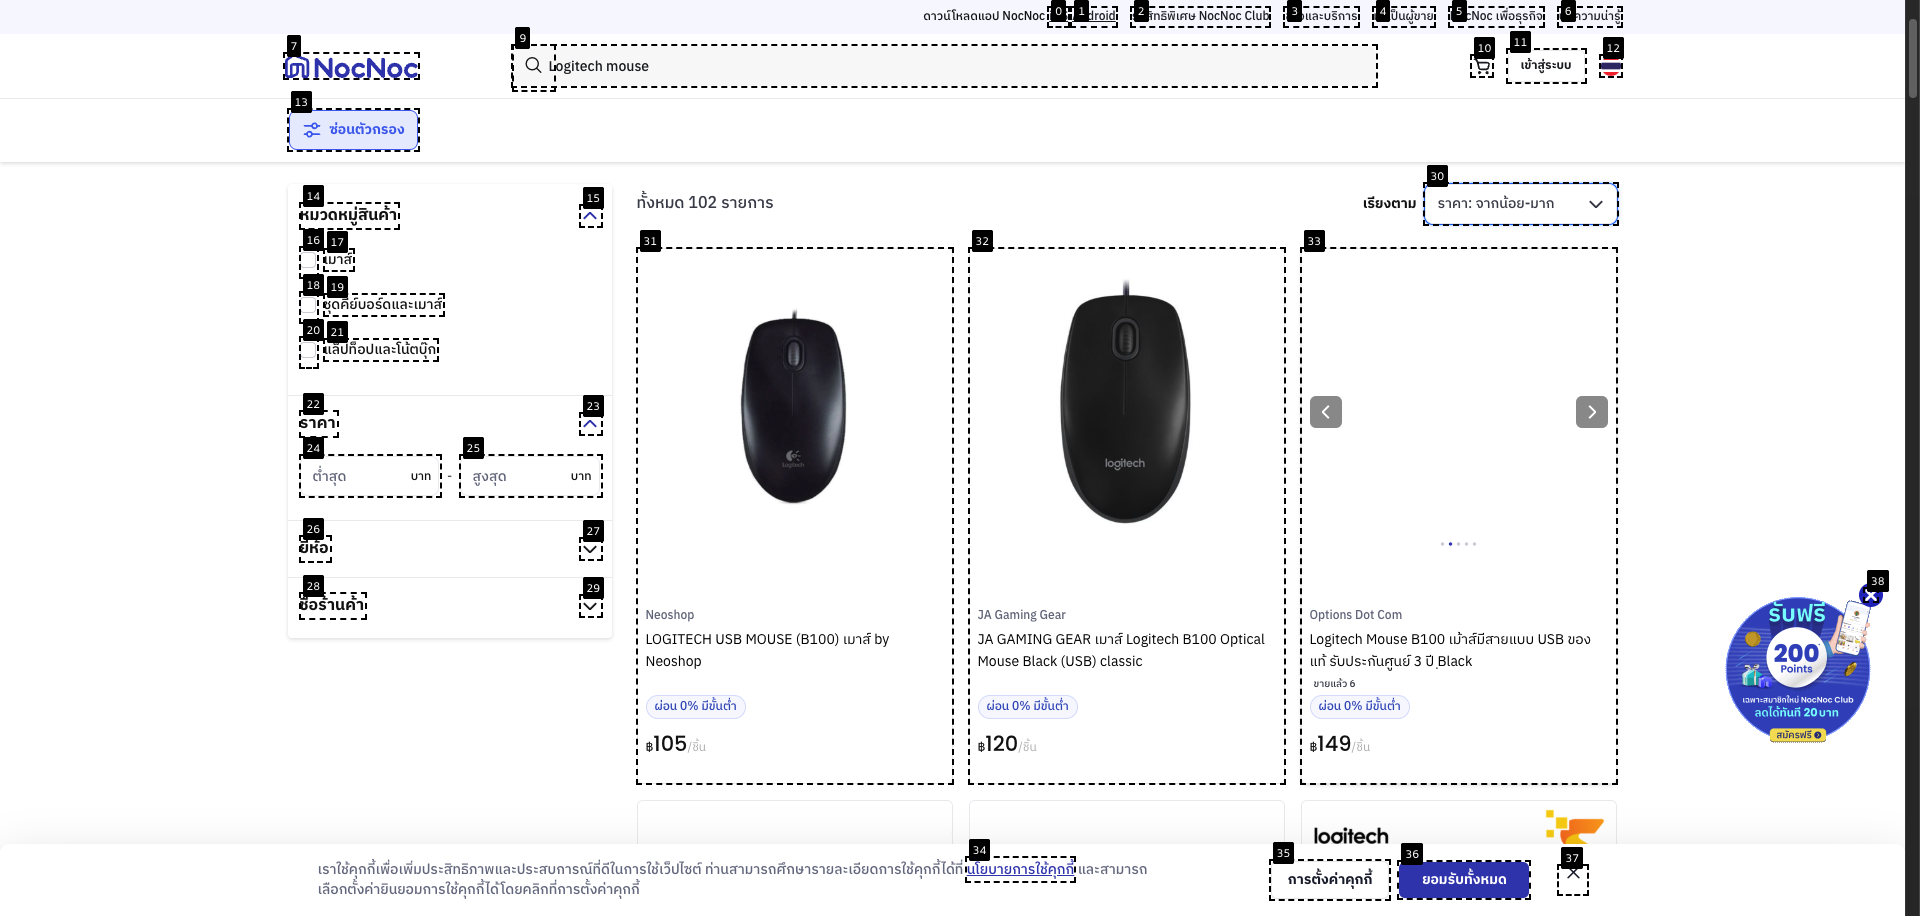 ดาวน์โหลดแอป NocNoc
สิทธิพิเศษ NocNoc Club
และบริการ
NocNoc เพื่อธุรกิจ
NocNoc
Logitech mouse
เข้าสู่ระบบ
ซ่อนตัวกรอง
หมวดหมู่สินค้า
เมาส์
ชุดคีย์บอร์ดและเมาส์
แล็ปท็อปและโน้ตบุ๊ก
ราคา
ต่ำสุด บาท - สูงสุด บาท
ยี่ห้อ
ชื่อร้านค้า
ทั้งหมด 102 รายการ
เรียงตาม ราคา: จากน้อย-มาก
Neoshop
LOGITECH USB MOUSE (B100) เมาส์ by
Neoshop
ผ่อน 0% มีขั้นต่ำ
฿105/ชิ้น
logitech
JA Gaming Gear
JA GAMING GEAR เมาส์ Logitech B100 Optical
Mouse Black (USB) classic
ผ่อน 0% มีขั้นต่ำ
฿120/ชิ้น
Options Dot Com
Logitech Mouse B100 เม้าส์มีสายแบบ USB ของ
แท้ รับประกันศูนย์ 3 ปี ฺBlack
ขายแล้ว 6
ผ่อน 0% มีขั้นต่ำ
฿149/ชิ้น
logitech
รับฟรี
200
Points
เฉพาะสมาชิกใหม่ NocNoc Club
ลดได้ทันที 20 บาท
สมัครฟรี
เราใช้คุกกี้เพื่อเพิ่มประสิทธิภาพและประสบการณ์ที่ดีในการใช้เว็บไซต์ ท่านสามารถศึกษารายละเอียดการใช้คุกกี้ได้ที่ นโยบายการใช้คุกกี้ และสามารถ
เลือกตั้งค่ายินยอมการใช้คุกกี้ได้โดยคลิกที่การตั้งค่าคุกกี้
การตั้งค่าคุกกี้
ยอมรับทั้งหมด
0
1
2
3
4
5
6
7
9
10
11
12
13
14
15
16
17
18
19
20
21
22
23
24
25
26
27
28
29
30
31
32
33
34
35
36
37
38